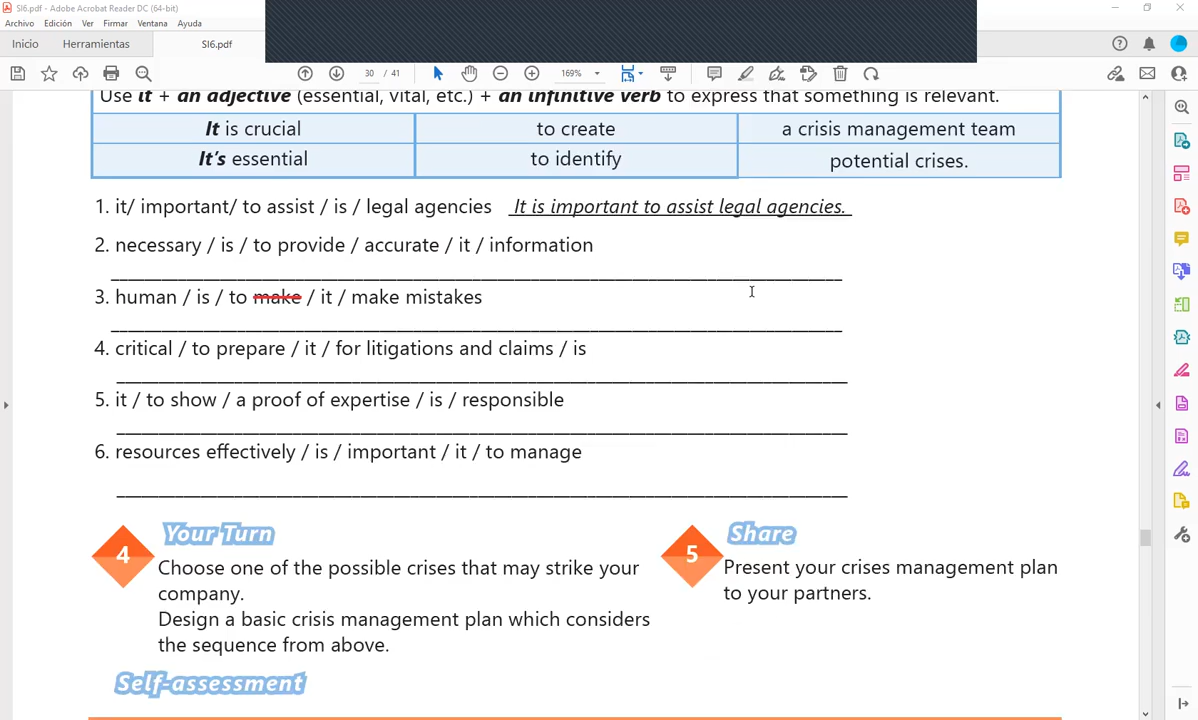 SI6.pdf - Adobe Acrobat Reader DC (64-bit)
Archivo Edición Ver Firmar Ventana Ayuda
Inicio Herramientas SI6.pdf
30 / 41 169%
Use it + an adjective (essential, vital, etc.) + an infinitive verb to express that something is relevant.
It is crucial to create a crisis management team
It's essential to identify potential crises.
1. it/ important/ to assist / is / legal agencies It is important to assist legal agencies.
2. necessary / is / to provide / accurate / it / information
3. human / is / to make / it / make mistakes
4. critical / to prepare / it / for litigations and claims / is
5. it / to show / a proof of expertise / is / responsible
6. resources effectively / is / important / it / to manage
4 Your Turn
Choose one of the possible crises that may strike your
company.
Design a basic crisis management plan which considers
the sequence from above.
5 Share
Present your crises management plan
to your partners.
Self-assessment